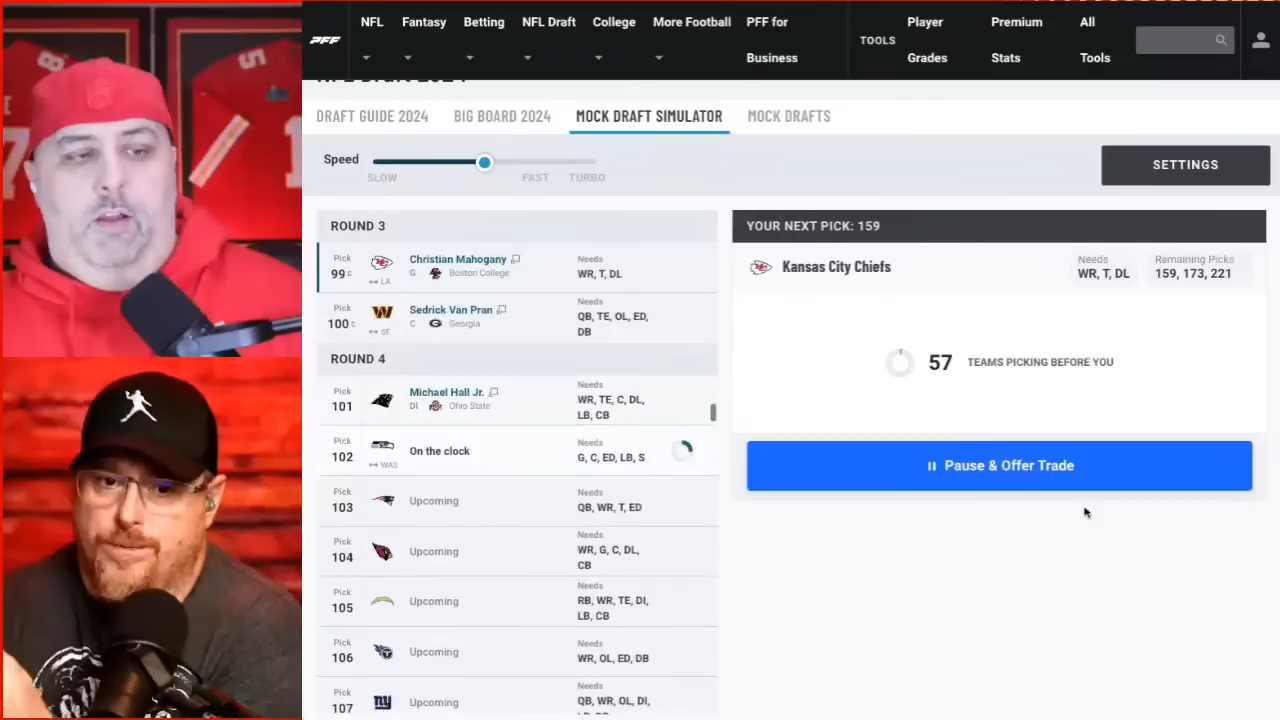 PFF
NFL
Fantasy
Betting
NFL Draft
College
More Football
PFF for
Business
TOOLS
Player
Grades
Premium
Stats
All
Tools
DRAFT GUIDE 2024
BIG BOARD 2024
MOCK DRAFT SIMULATOR
MOCK DRAFTS
Speed
SLOW
FAST
TURBO
SETTINGS
ROUND 3
Pick
99 c
LA
Christian Mahogany
G
Boston College
Needs
WR, T, DL
Pick
100 c
SF
Sedrick Van Pran
C
Georgia
Needs
QB, TE, OL, ED,
DB
ROUND 4
Pick
101
Michael Hall Jr.
DI
Ohio State
Needs
WR, TE, C, DL,
LB, CB
Pick
102
WAS
On the clock
Needs
G, C, ED, LB, S
Pick
103
Upcoming
Needs
QB, WR, T, ED
Pick
104
Upcoming
Needs
WR, G, C, DL,
CB
Pick
105
Upcoming
Needs
RB, WR, TE, DI,
LB, CB
Pick
106
Upcoming
Needs
WR, OL, ED, DB
Pick
107
Upcoming
Needs
QB, WR, OL, DI,
YOUR NEXT PICK: 159
Kansas City Chiefs
Needs
WR, T, DL
Remaining Picks
159, 173, 221
57
TEAMS PICKING BEFORE YOU
Pause & Offer Trade